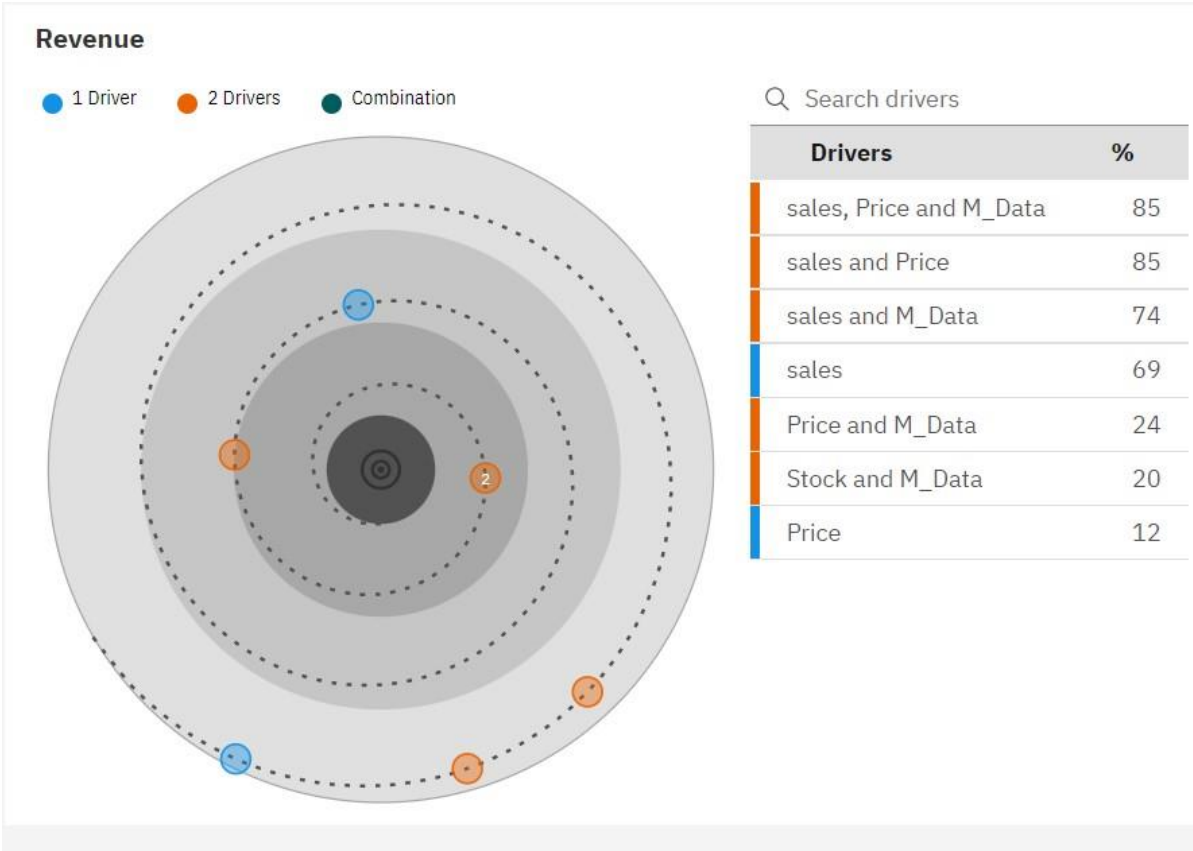 Revenue
1 Driver 2 Drivers Combination
Search drivers
Drivers %
sales, Price and M_Data 85
sales and Price 85
sales and M_Data 74
sales 69
Price and M_Data 24
Stock and M_Data 20
Price 12
2